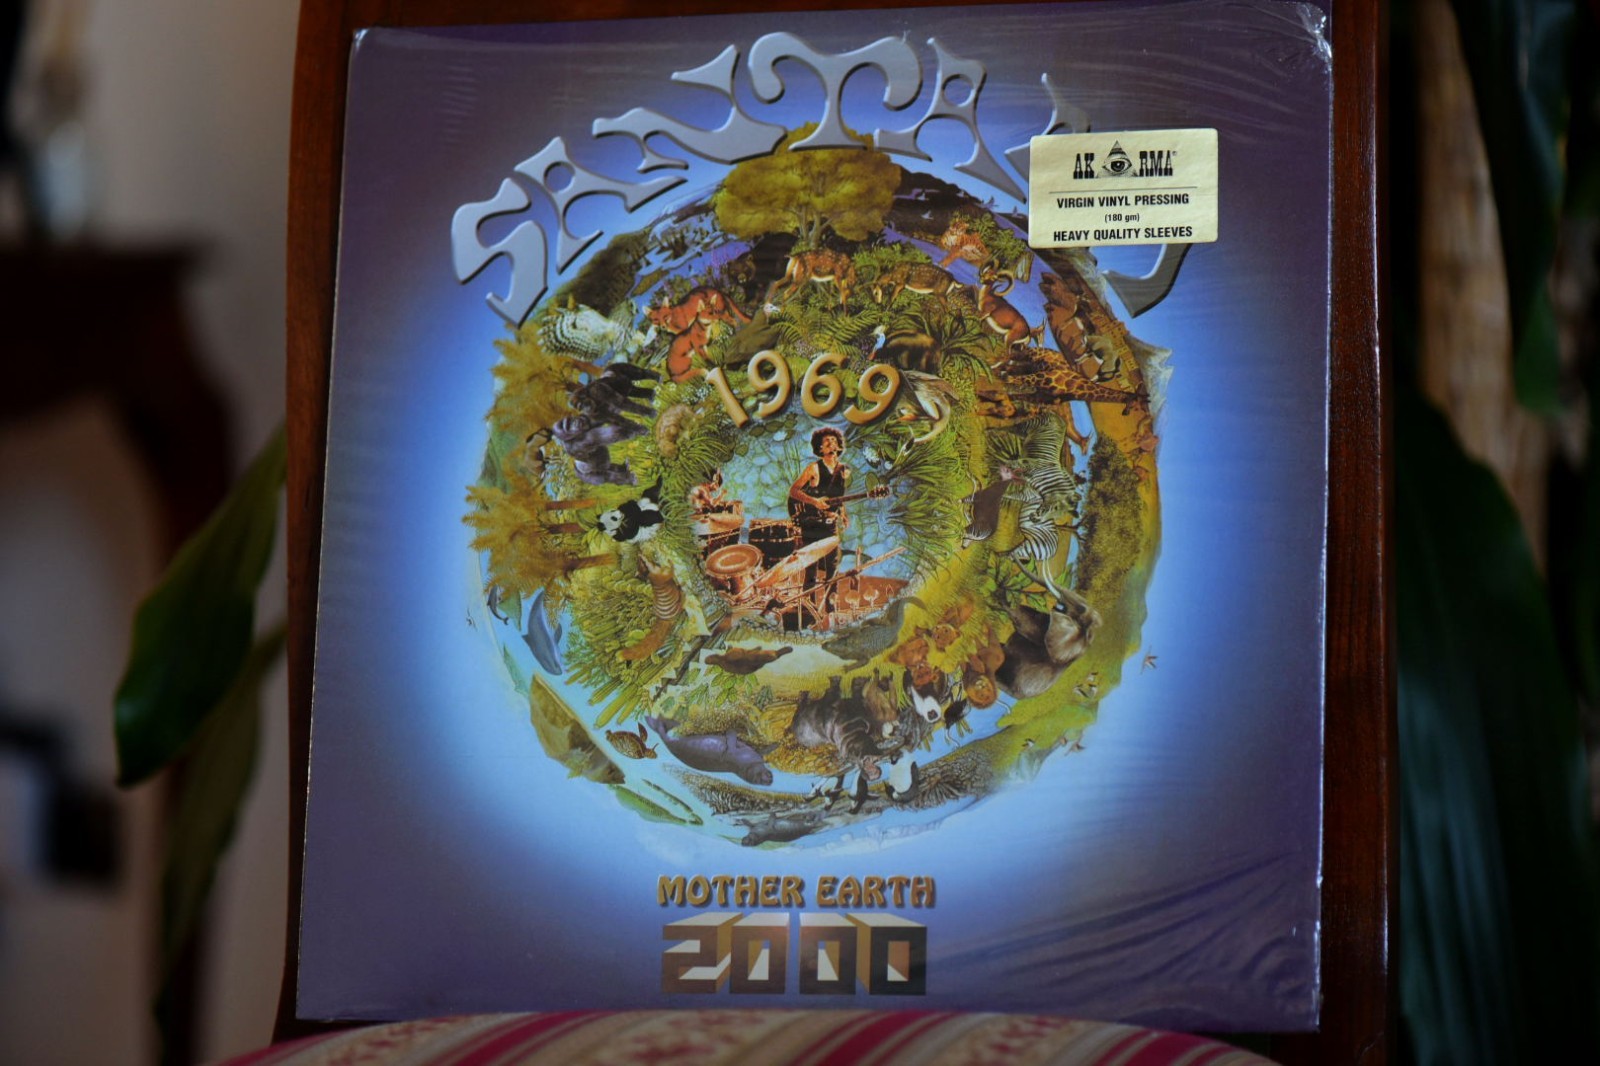 SANTANA
AKARMA®
VIRGIN VINYL PRESSING
(180 gm)
HEAVY QUALITY SLEEVES
1969
MOTHER EARTH
2000